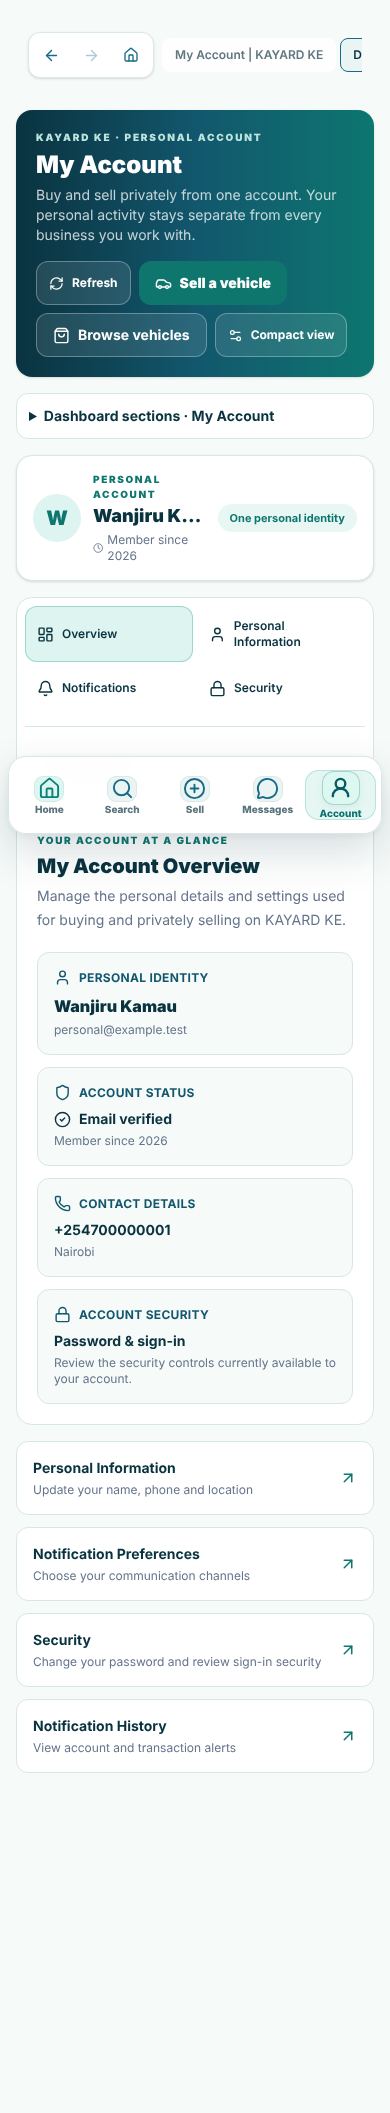 My Account | KAYARD KE
D
KAYARD KE · PERSONAL ACCOUNT
My Account
Buy and sell privately from one account. Your
personal activity stays separate from every
business you work with.
Refresh
Sell a vehicle
Browse vehicles
Compact view
Dashboard sections · My Account
W
PERSONAL
ACCOUNT
Wanjiru K...
Member since
2026
One personal identity
Overview
Personal
Information
Notifications
Security
Home
Search
Sell
Messages
Account
YOUR ACCOUNT AT A GLANCE
My Account Overview
Manage the personal details and settings used
for buying and privately selling on KAYARD KE.
PERSONAL IDENTITY
Wanjiru Kamau
personal@example.test
ACCOUNT STATUS
Email verified
Member since 2026
CONTACT DETAILS
+254700000001
Nairobi
ACCOUNT SECURITY
Password & sign-in
Review the security controls currently available to
your account.
Personal Information
Update your name, phone and location
Notification Preferences
Choose your communication channels
Security
Change your password and review sign-in security
Notification History
View account and transaction alerts